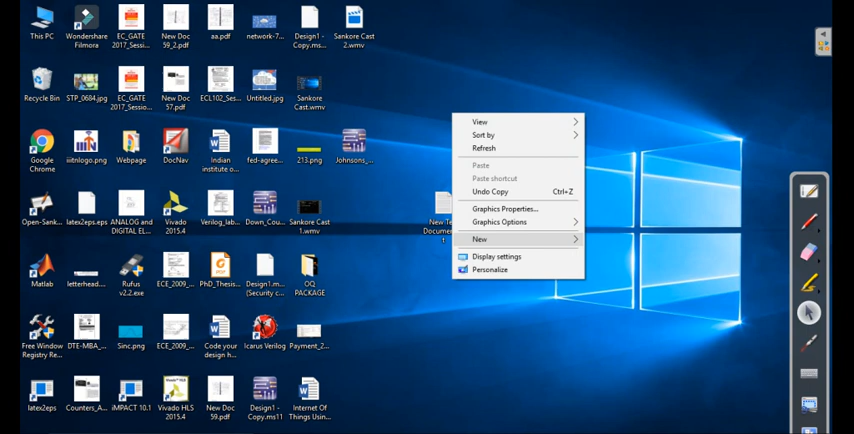 This PC
Wondershare
Filmora
EC_GATE
2017_Sessi...
New Doc
59_2.pdf
aa.pdf
network-7...
Design1 -
Copy.ms...
Sankore Cast
2.wmv
Recycle Bin
STP_0684.jpg
EC_GATE
2017_Sessio...
New Doc
57.pdf
ECL102_Ses...
Untitled.jpg
Sankore
Cast.wmv
Google
Chrome
iiitnlogo.png
Webpage
DocNav
Indian
institute o...
fed-agree...
213.png
Johnsons_...
Open-Sank...
latex2eps.eps
ANALOG and
DIGITAL EL...
Vivado
2015.4
Verilog_lab...
Down_Cou...
Sankore Cast
1.wmv
New Te
Docume
t
Matlab
letterhead....
Rufus
v2.2.exe
ECE_2009_...
PhD_Thesis...
Design1.m...
(Security c...
OQ
PACKAGE
Free Window
Registry Re...
DTE-MBA_...
Sinc.png
ECE_2009_...
Code your
design h...
Icarus Verilog
Payment_2...
latex2eps
Counters_A...
iMPACT 10.1
Vivado HLS
2015.4
New Doc
59.pdf
Design1 -
Copy.ms11
Internet Of
Things Usin...
View
Sort by
Refresh
Paste
Paste shortcut
Undo Copy Ctrl+Z
Graphics Properties...
Graphics Options
New
Display settings
Personalize